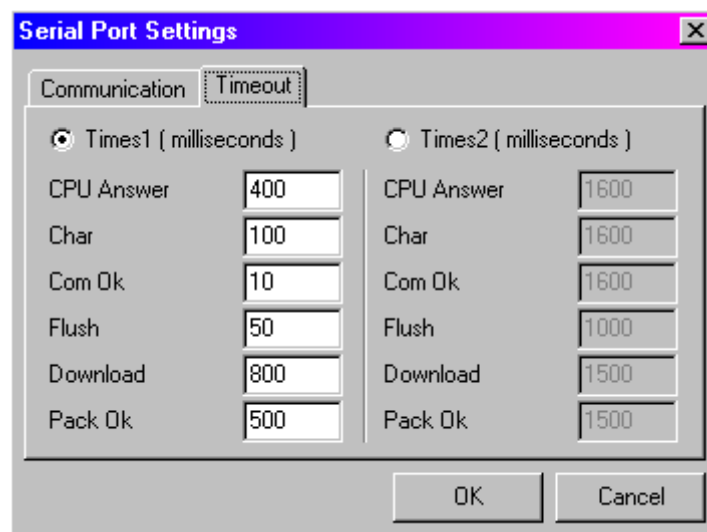 Serial Port Settings
Communication Timeout
Times1 ( milliseconds ) Times2 ( milliseconds )
CPU Answer 400 CPU Answer 1600
Char 100 Char 1600
Com Ok 10 Com Ok 1600
Flush 50 Flush 1000
Download 800 Download 1500
Pack Ok 500 Pack Ok 1500
OK Cancel